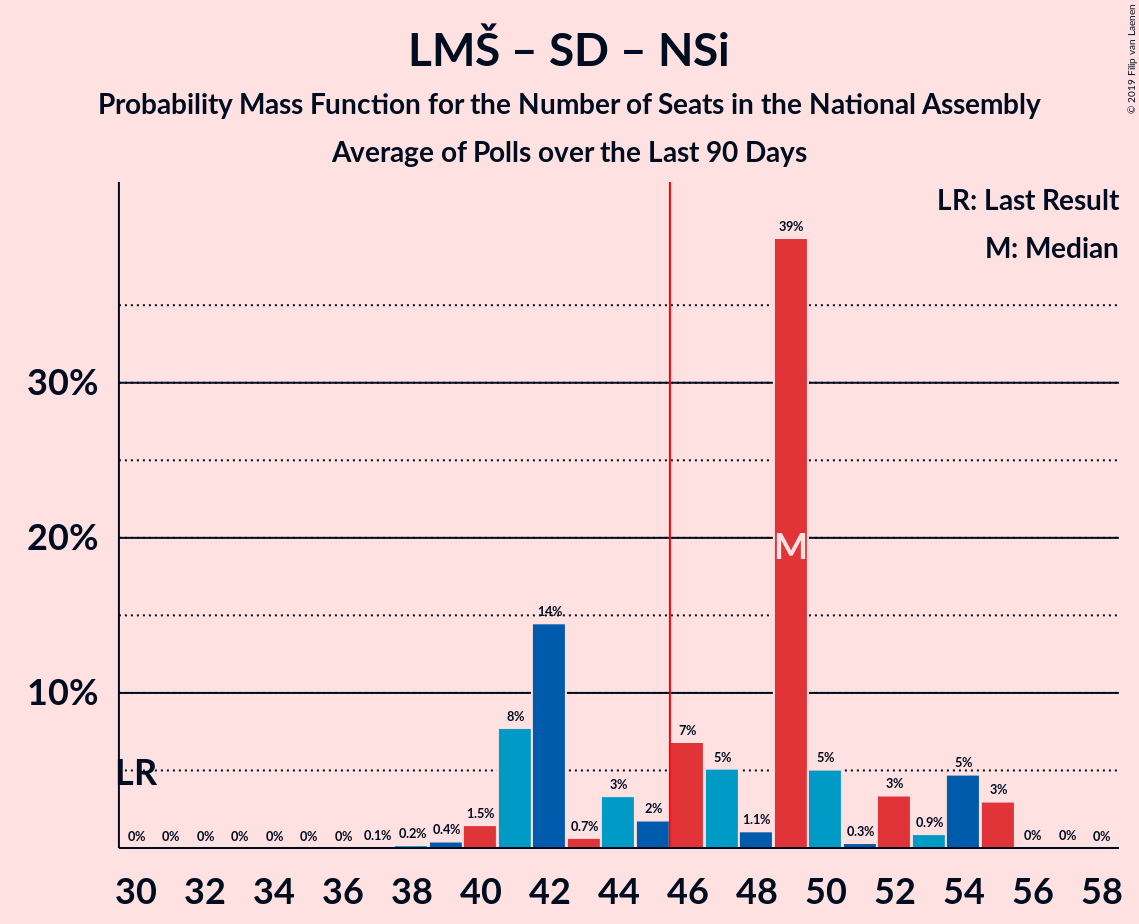 LMŠ – SD – NSi
Probability Mass Function for the Number of Seats in the National Assembly
Average of Polls over the Last 90 Days
© 2019 Filip van Laenen
LR: Last Result
M: Median
30%
20%
10%
LR
M
0% 0% 0% 0% 0% 0% 0% 0.1% 0.2% 0.4% 1.5% 8% 14% 0.7% 3% 2% 7% 5% 1.1% 39% 5% 0.3% 3% 0.9% 5% 3% 0% 0% 0%
30 32 34 36 38 40 42 44 46 48 50 52 54 56 58